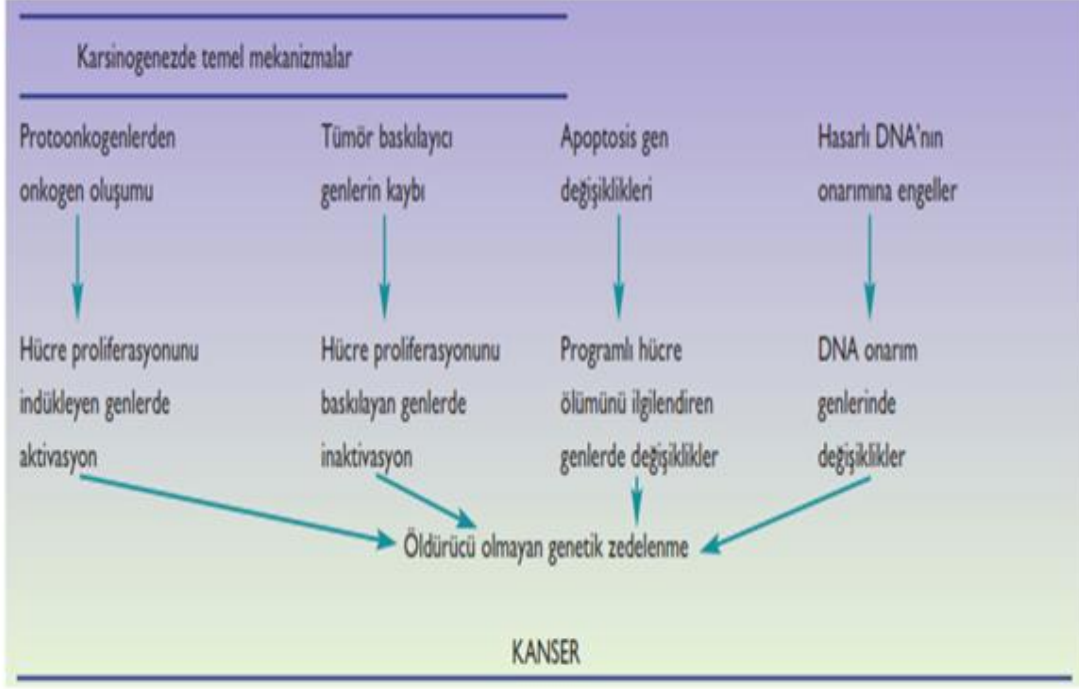 Karsinogenezde temel mekanizmalar
Protoonkogenlerden
onkogen oluşumu
Tümör baskılayıcı
genlerin kaybı
Apoptosis gen
değişiklikleri
Hasarlı DNA'nın
onarımına engeller
Hücre proliferasyonunu
indükleyen genlerde
aktivasyon
Hücre proliferasyonunu
baskılayan genlerde
inaktivasyon
Programlı hücre
ölümünü ilgilendiren
genlerde değişiklikler
DNA onarım
genlerinde
değişiklikler
Öldürücü olmayan genetik zedelenme
KANSER